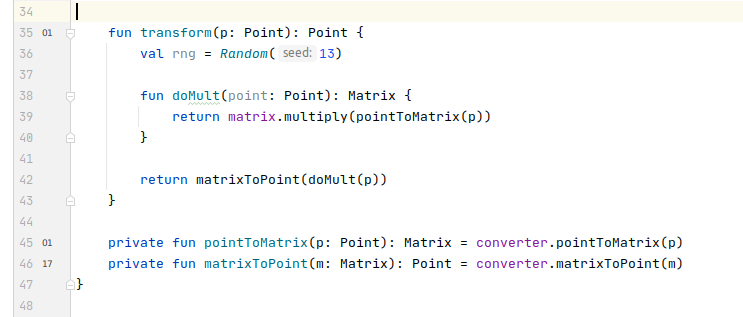 34
35 01 fun transform(p: Point): Point {
36 val rng = Random( seed: 13)
37
38 fun doMult(point: Point): Matrix {
39 return matrix.multiply(pointToMatrix(p))
40 }
41
42 return matrixToPoint(doMult(p))
43 }
44
45 01 private fun pointToMatrix(p: Point): Matrix = converter.pointToMatrix(p)
46 17 private fun matrixToPoint(m: Matrix): Point = converter.matrixToPoint(m)
47 }
48